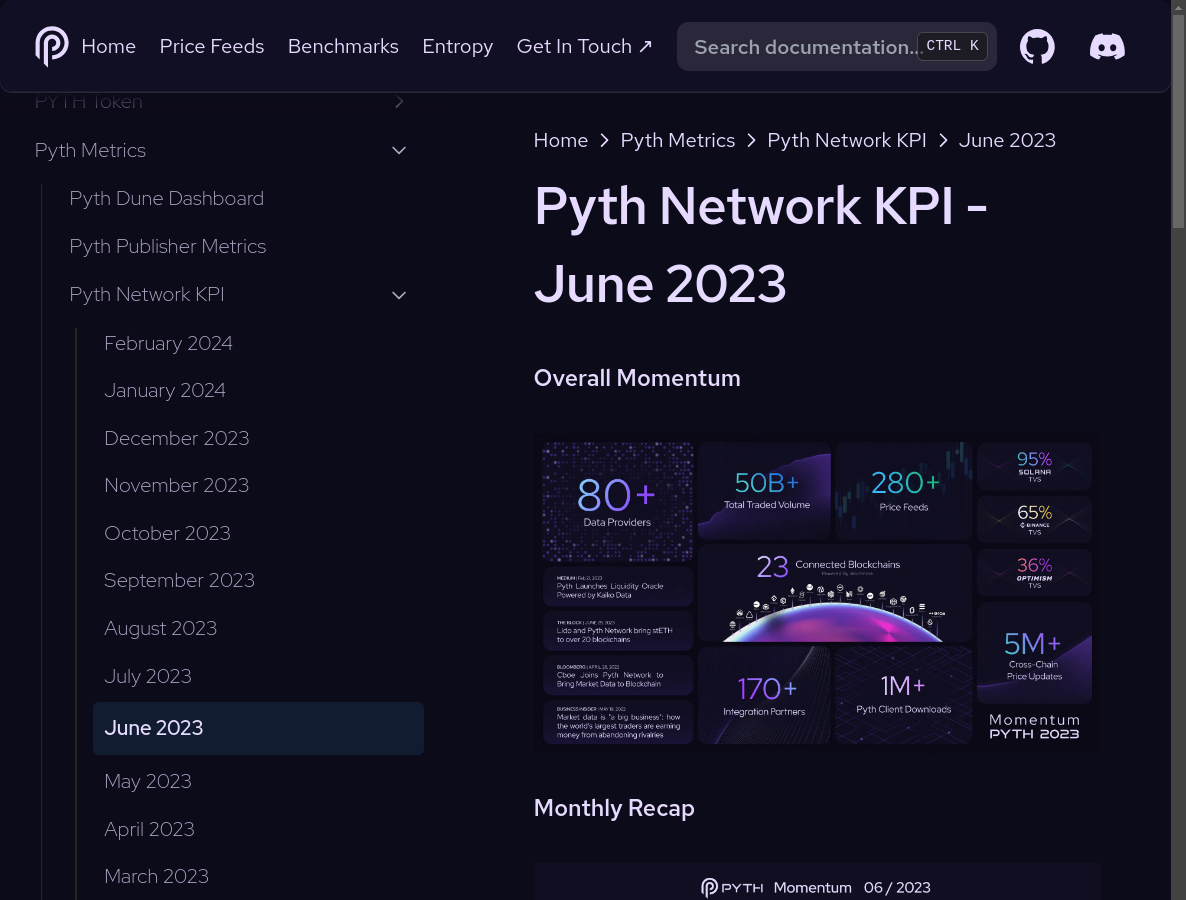 Home
Price Feeds
Benchmarks
Entropy
Get In Touch ↗
Search documentation...
CTRL K
PYTH Token
Pyth Metrics
Pyth Dune Dashboard
Pyth Publisher Metrics
Pyth Network KPI
February 2024
January 2024
December 2023
November 2023
October 2023
September 2023
August 2023
July 2023
June 2023
May 2023
April 2023
March 2023
Home > Pyth Metrics > Pyth Network KPI > June 2023
Pyth Network KPI -
June 2023
Overall Momentum
80+
Data Providers
MEDIUM | Feb 21, 2023
Pyth Launches Liquidity Oracle
Powered by Kaiko Data
THE BLOCK | JUNE 29, 2023
Lido and Pyth Network bring stETH
to over 20 blockchains
BLOOMBERG | APRIL 28, 2022
Cboe Joins Pyth Network to
Bring Market Data to Blockchain
BUSINESS INSIDER | MAY 18, 2022
Market data is "a big business": how
the world's largest traders are earning
money from abandoning rivalries
50B+
Total Traded Volume
280+
Price Feeds
23
Connected Blockchains
Powered by Wormhole
170+
Integration Partners
1M+
Pyth Client Downloads
95%
SOLANA
TVS
65%
BINANCE
TVS
36%
OPTIMISM
TVS
5M+
Cross-Chain
Price Updates
Momentum
PYTH 2023
Monthly Recap
PYTH Momentum 06 / 2023